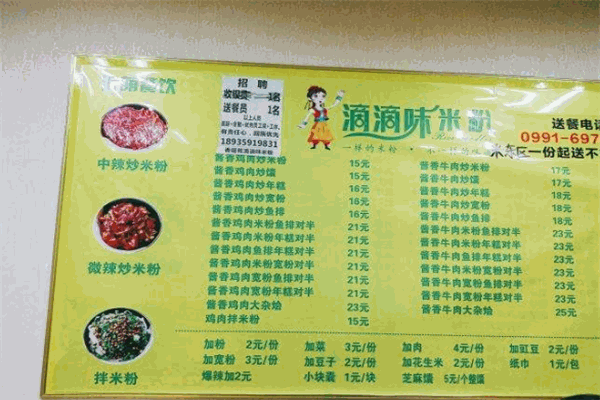 招 聘
收银员 1名
送餐员 1名
以上人员
18935919831
滴滴味米粉
送餐电话
0991-697
一样的米粉
米东区一份起送不
中辣炒米粉
微辣炒米粉
拌米粉
酱香鸡肉炒米粉 15元
酱香鸡肉炒馕 15元
酱香鸡肉炒年糕 16元
酱香鸡肉炒宽粉 16元
酱香鸡肉炒鱼排 16元
酱香鸡肉米粉鱼排对半 21元
酱香鸡肉米粉年糕对半 21元
酱香鸡肉鱼排年糕对半 21元
酱香鸡肉米粉宽粉对半 21元
酱香鸡肉宽粉鱼排对半 21元
酱香鸡肉宽粉年糕对半 21元
酱香鸡肉大杂烩 23元
鸡肉拌米粉 15元
酱香牛肉炒米粉 17元
酱香牛肉炒馕 17元
酱香牛肉炒年糕 18元
酱香牛肉炒宽粉 18元
酱香牛肉炒鱼排 18元
酱香牛肉米粉鱼排对半 23元
酱香牛肉米粉年糕对半 23元
酱香牛肉鱼排年糕对半 23元
酱香牛肉米粉宽粉对半 23元
酱香牛肉宽粉鱼排对半 23元
酱香牛肉宽粉年糕对半 23元
酱香牛肉大杂烩 25元
加粉 2元/份 加菜 3元/份 加肉 4元/份 加豇豆 2元/份
加宽粉 3元/份 加豆子 2元/份 加花生米 2元/份 纸巾 1元/包
爆辣加2元 小块囊 1元/块 芝麻馕 5元/个整馕